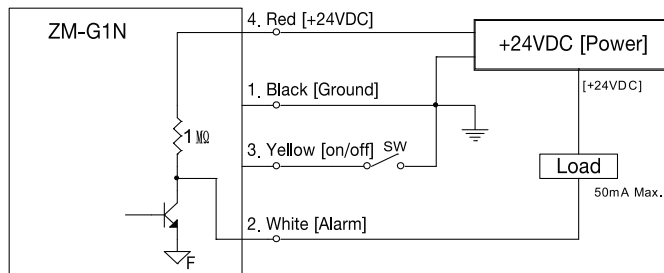 ZM-G1N
4. Red [+24VDC]
+24VDC [Power]
[+24VDC]
1. Black [Ground]
1 MΩ
3. Yellow [on/off]
SW
Load
50mA Max.
2. White [Alarm]
F